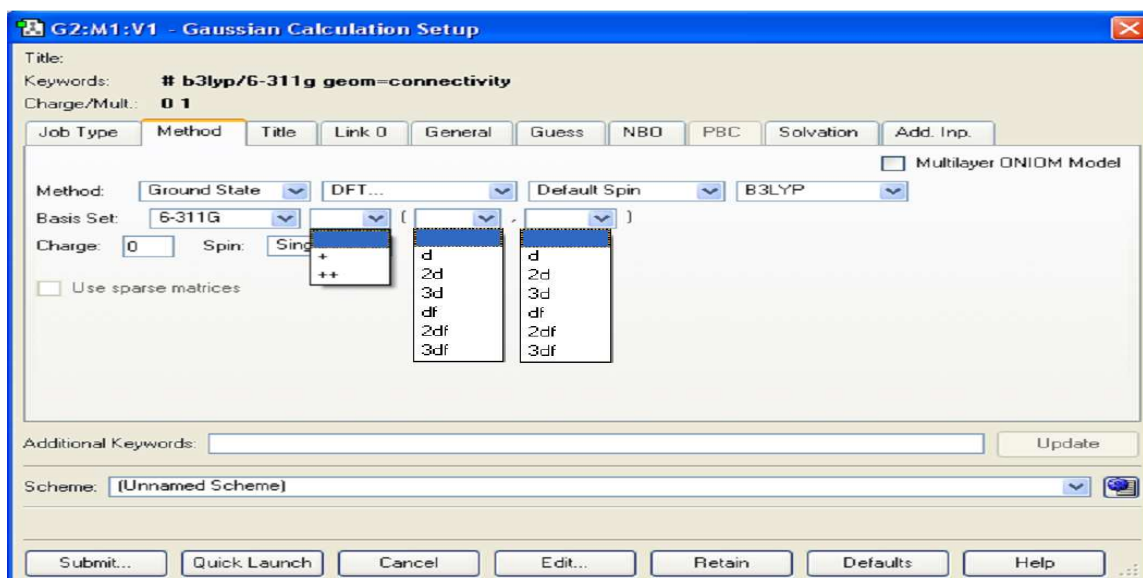 G2:M1:V1 - Gaussian Calculation Setup
Title:
Keywords: # b3lyp/6-311g geom=connectivity
Charge/Mult.: 0 1
Job Type Method Title Link 0 General Guess NBO PBC Solvation Add. Inp.
Multilayer ONIOM Model
Method: Ground State DFT... Default Spin B3LYP
Basis Set: 6-311G ( , )
Charge: 0 Spin: Sing
+
++
d
2d
3d
df
2df
3df
d
2d
3d
df
2df
3df
Use sparse matrices
Additional Keywords: Update
Scheme: (Unnamed Scheme)
Submit... Quick Launch Cancel Edit... Retain Defaults Help